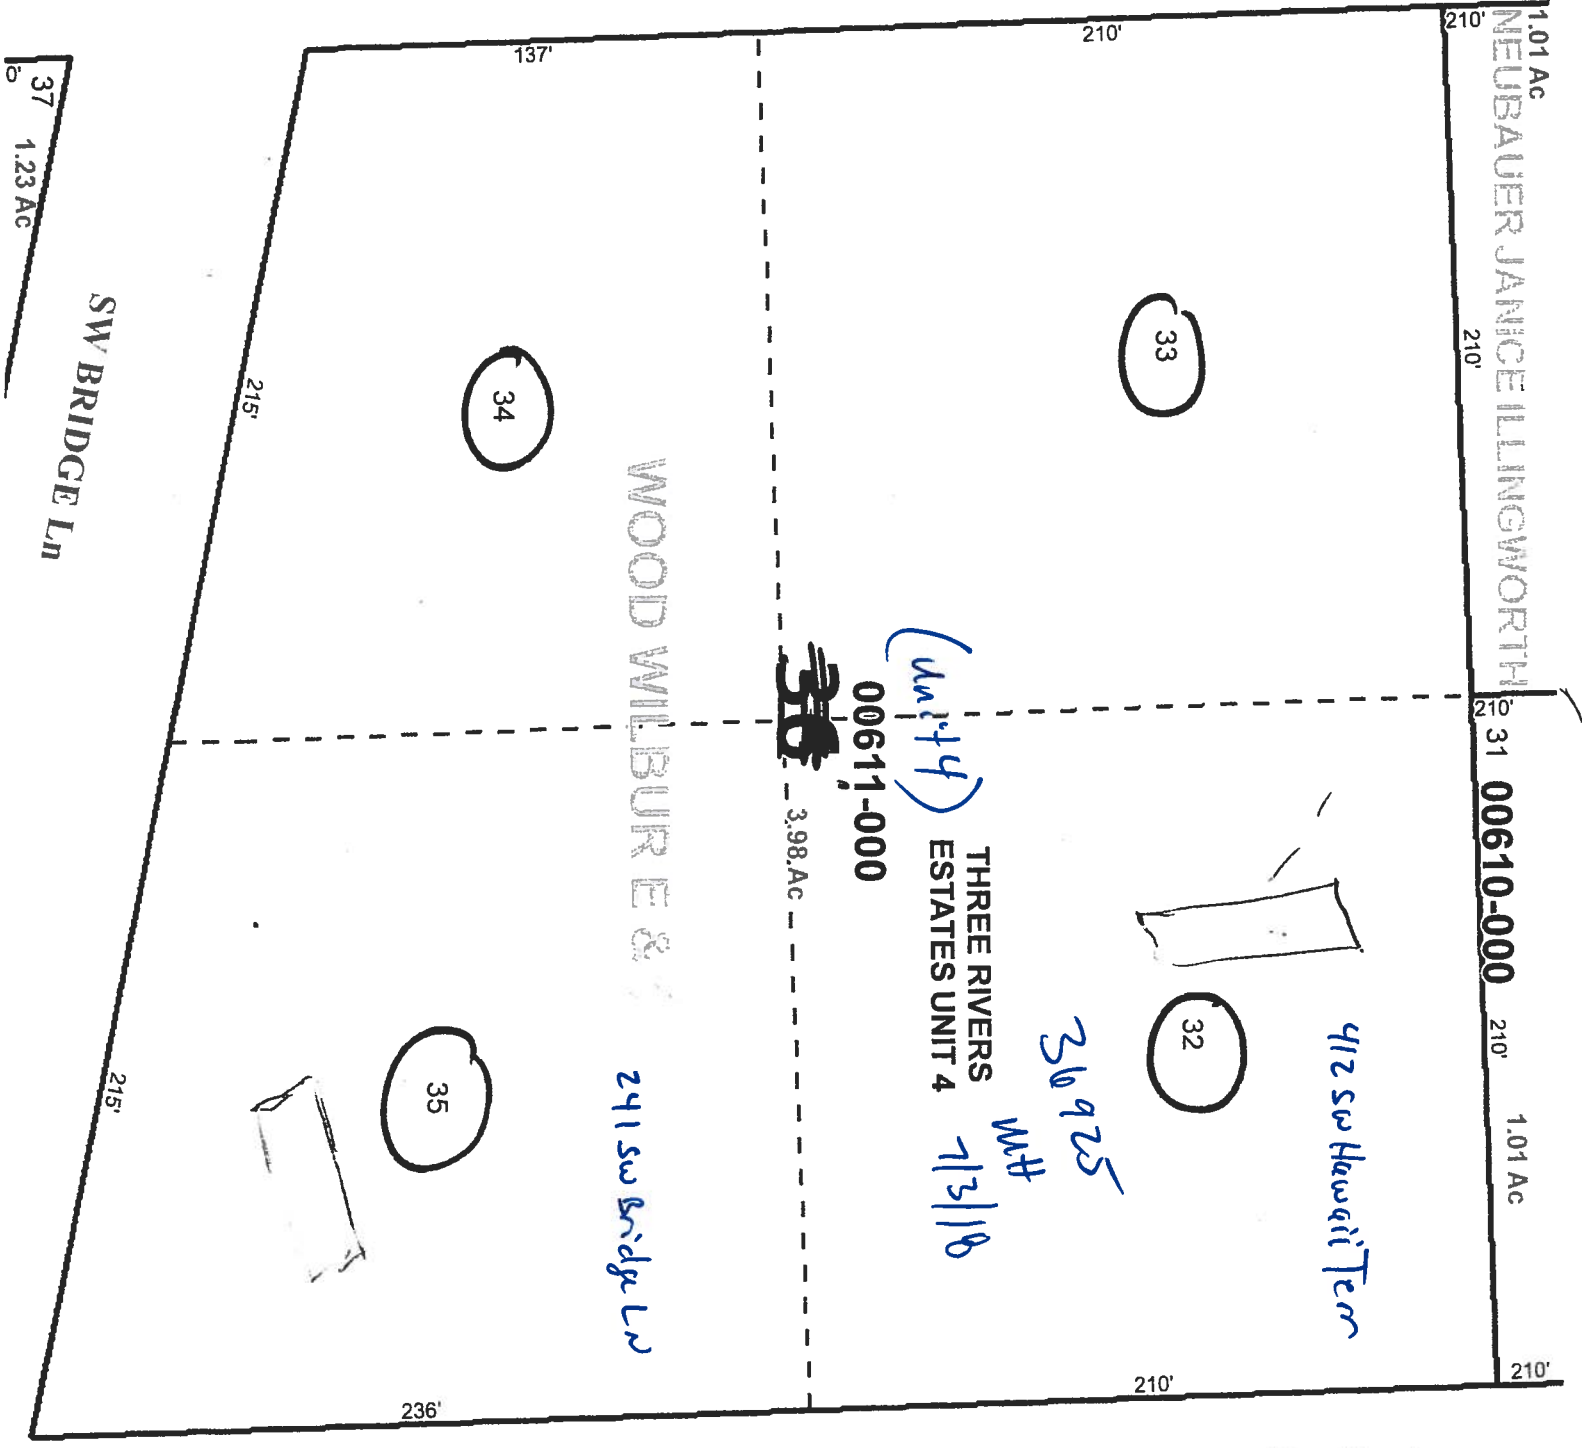 1.01 Ac
NEUBAUER JANICE ILLINGWORTH
210'
210'
137'
210'
37
0'
1.23 Ac
33
34
SW BRIDGE Ln
215'
WOOD WILBUR E &
(Unit 4)
00611-000
3.98 Ac
THREE RIVERS
ESTATES UNIT 4
210'
31
00610-000
210'
1.01 Ac
32
412 SW Hawaii Terr
36925
MH
7/3/18
35
241 SW Bridge LN
215'
236'
210'
210'